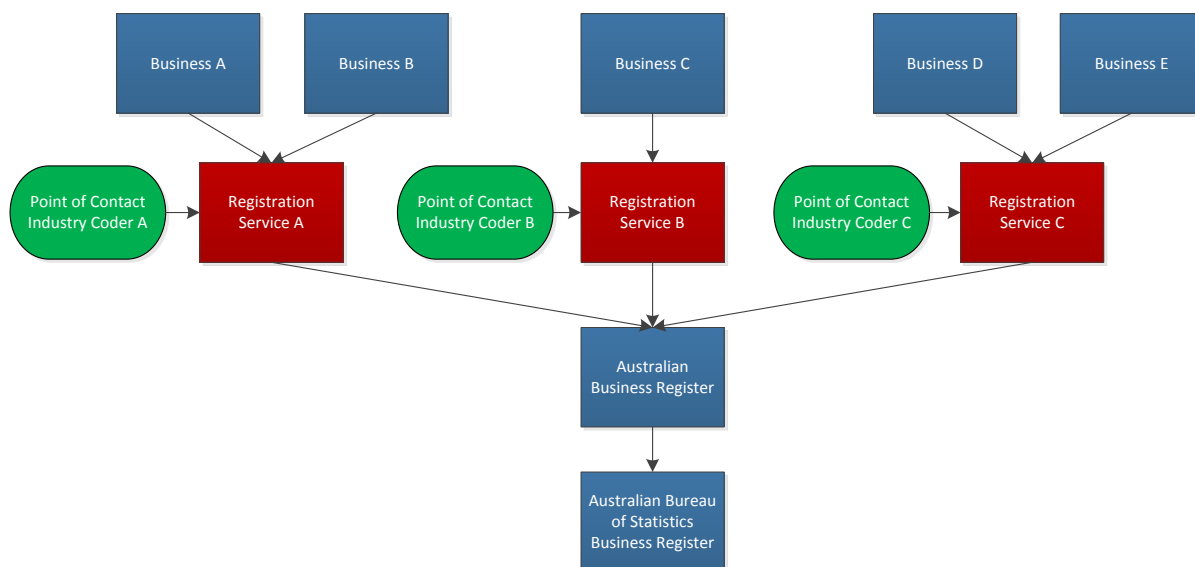 Business A
Business B
Business C
Business D
Business E
Point of Contact
Industry Coder A
Registration
Service A
Point of Contact
Industry Coder B
Registration
Service B
Point of Contact
Industry Coder C
Registration
Service C
Australian
Business Register
Australian Bureau
of Statistics
Business Register